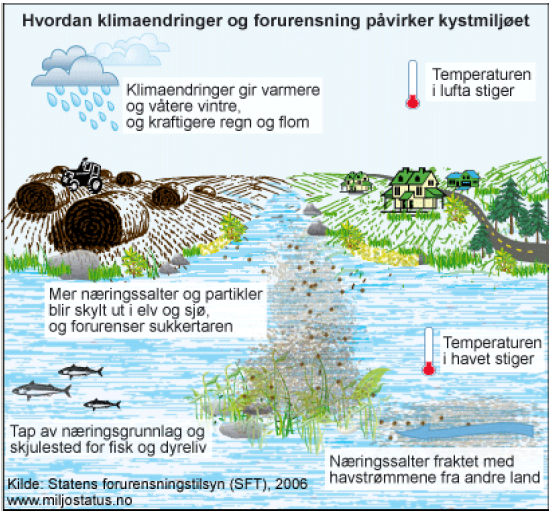 Hvordan klimaendringer og forurensning påvirker kystmiljøet
Klimaendringer gir varmere
og våtere vintre,
og kraftigere regn og flom
Temperaturen
i lufta stiger
Mer næringssalter og partikler
blir skylt ut i elv og sjø,
og forurenser sukkertaren
Temperaturen
i havet stiger
Tap av næringsgrunnlag og
skjulested for fisk og dyreliv
Næringssalter fraktet med
havstrømmene fra andre land
Kilde: Statens forurensningstilsyn (SFT), 2006
www.miljostatus.no